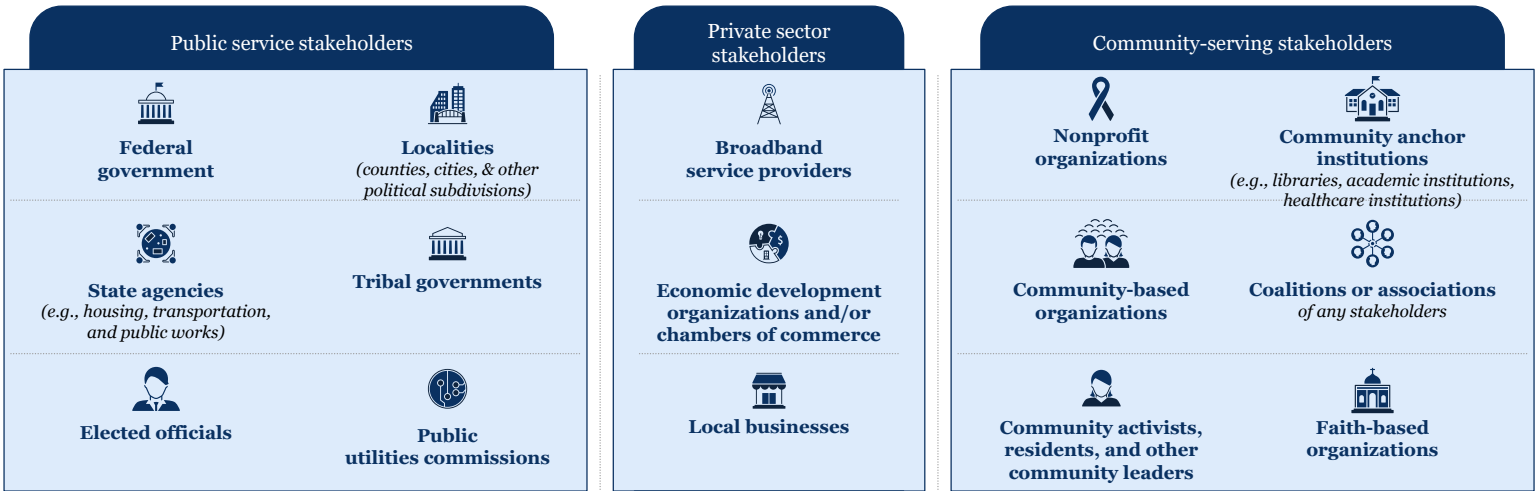 Public service stakeholders
Federal
government
Localities
(counties, cities, & other
political subdivisions)
State agencies
(e.g., housing, transportation,
and public works)
Tribal governments
Elected officials
Public
utilities commissions
Private sector
stakeholders
Broadband
service providers
Economic development
organizations and/or
chambers of commerce
Local businesses
Community-serving stakeholders
Nonprofit
organizations
Community anchor
institutions
(e.g., libraries, academic institutions,
healthcare institutions)
Community-based
organizations
Coalitions or associations
of any stakeholders
Community activists,
residents, and other
community leaders
Faith-based
organizations